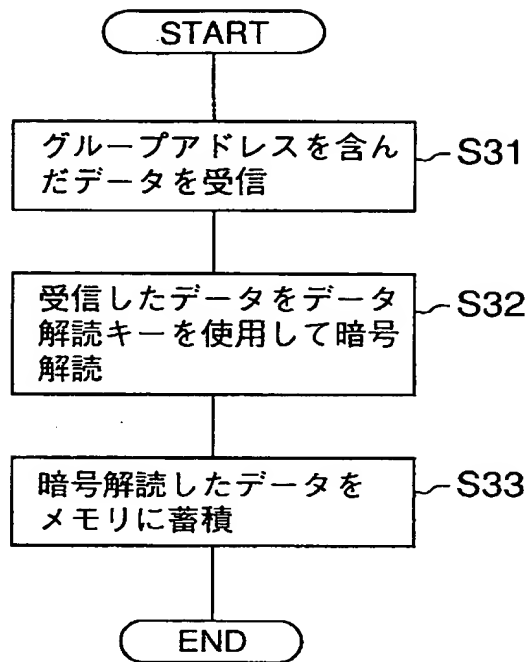 START
グループアドレスを含ん
だデータを受信
S31
受信したデータをデータ
解読キーを使用して暗号
解読
S32
暗号解読したデータを
メモリに蓄積
S33
END